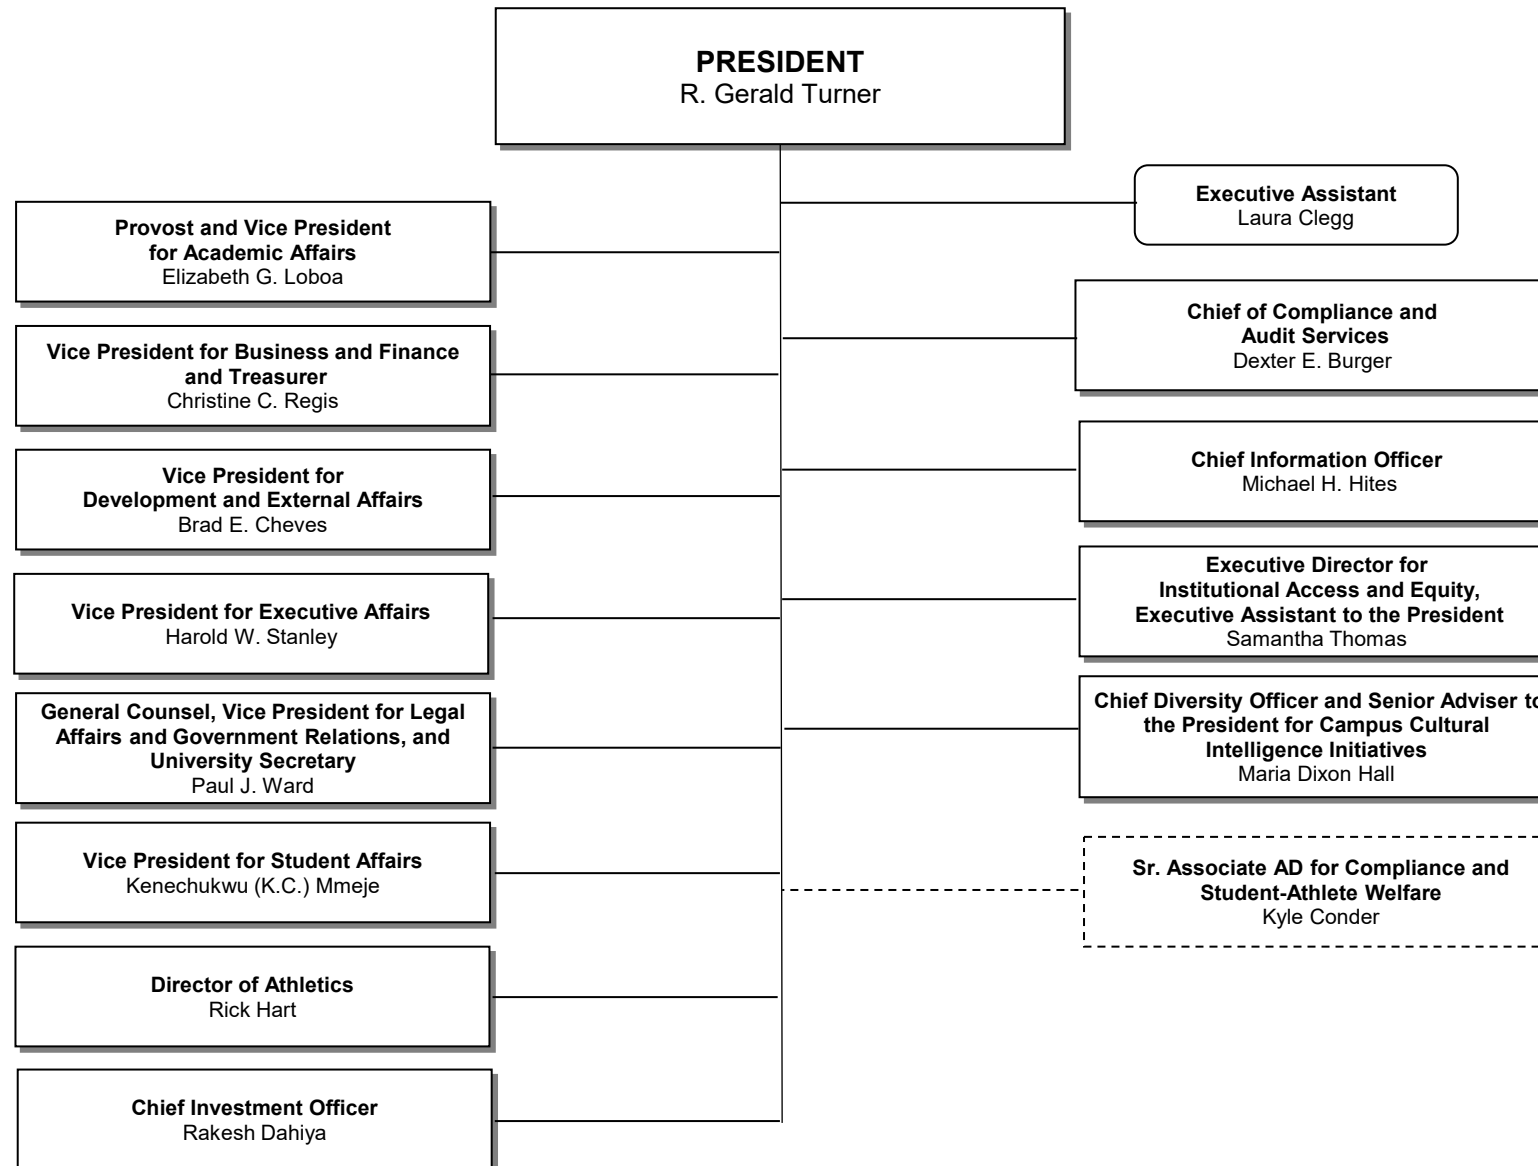 PRESIDENT
R. Gerald Turner
Provost and Vice President
for Academic Affairs
Elizabeth G. Loboa
Vice President for Business and Finance
and Treasurer
Christine C. Regis
Vice President for
Development and External Affairs
Brad E. Cheves
Vice President for Executive Affairs
Harold W. Stanley
General Counsel, Vice President for Legal
Affairs and Government Relations, and
University Secretary
Paul J. Ward
Vice President for Student Affairs
Kenechukwu (K.C.) Mmeje
Director of Athletics
Rick Hart
Chief Investment Officer
Rakesh Dahiya
Executive Assistant
Laura Clegg
Chief of Compliance and
Audit Services
Dexter E. Burger
Chief Information Officer
Michael H. Hites
Executive Director for
Institutional Access and Equity,
Executive Assistant to the President
Samantha Thomas
Chief Diversity Officer and Senior Adviser to
the President for Campus Cultural
Intelligence Initiatives
Maria Dixon Hall
Sr. Associate AD for Compliance and
Student-Athlete Welfare
Kyle Conder